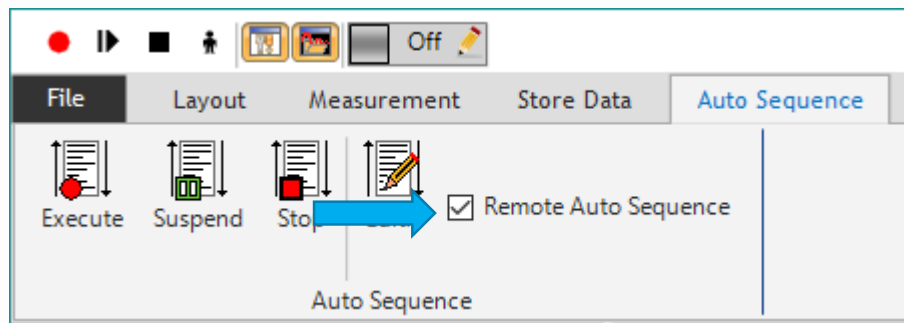 Off
File Layout Measurement Store Data Auto Sequence
Remote Auto Sequence
Execute Suspend Stop
Auto Sequence